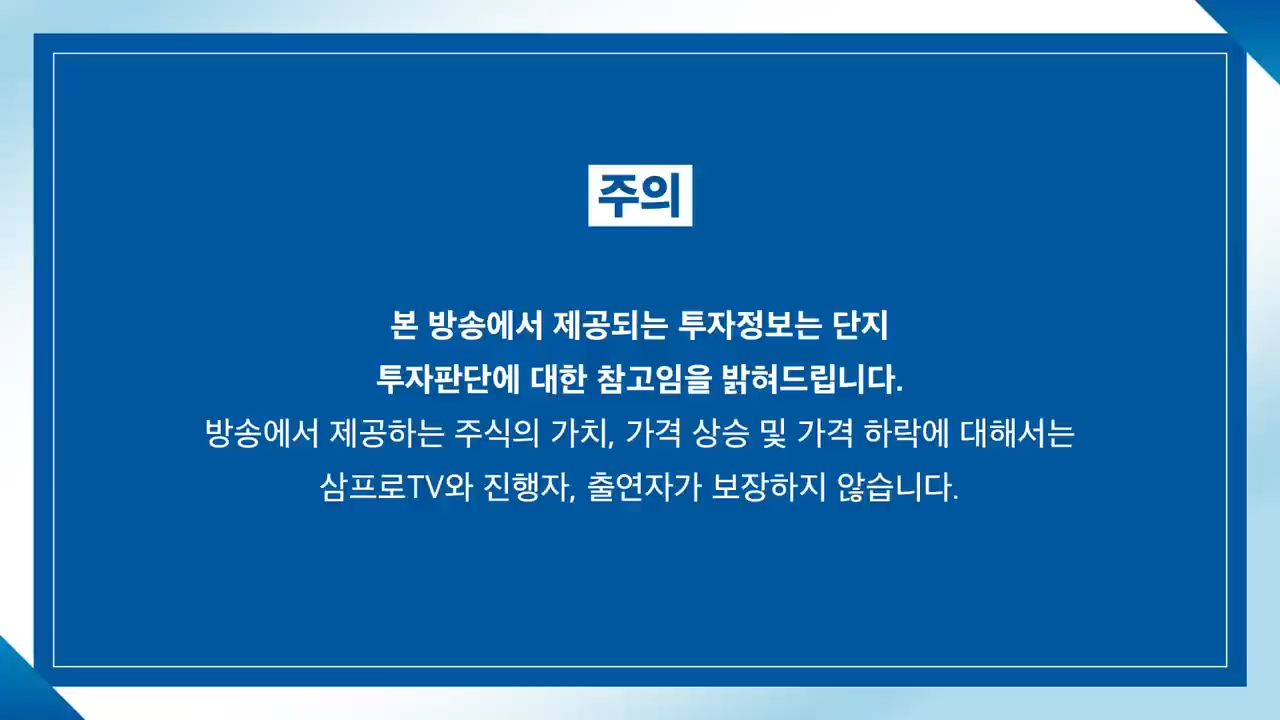 주의
본 방송에서 제공되는 투자정보는 단지
투자판단에 대한 참고임을 밝혀드립니다.
방송에서 제공하는 주식의 가치, 가격 상승 및 가격 하락에 대해서는
삼프로TV와 진행자, 출연자가 보장하지 않습니다.